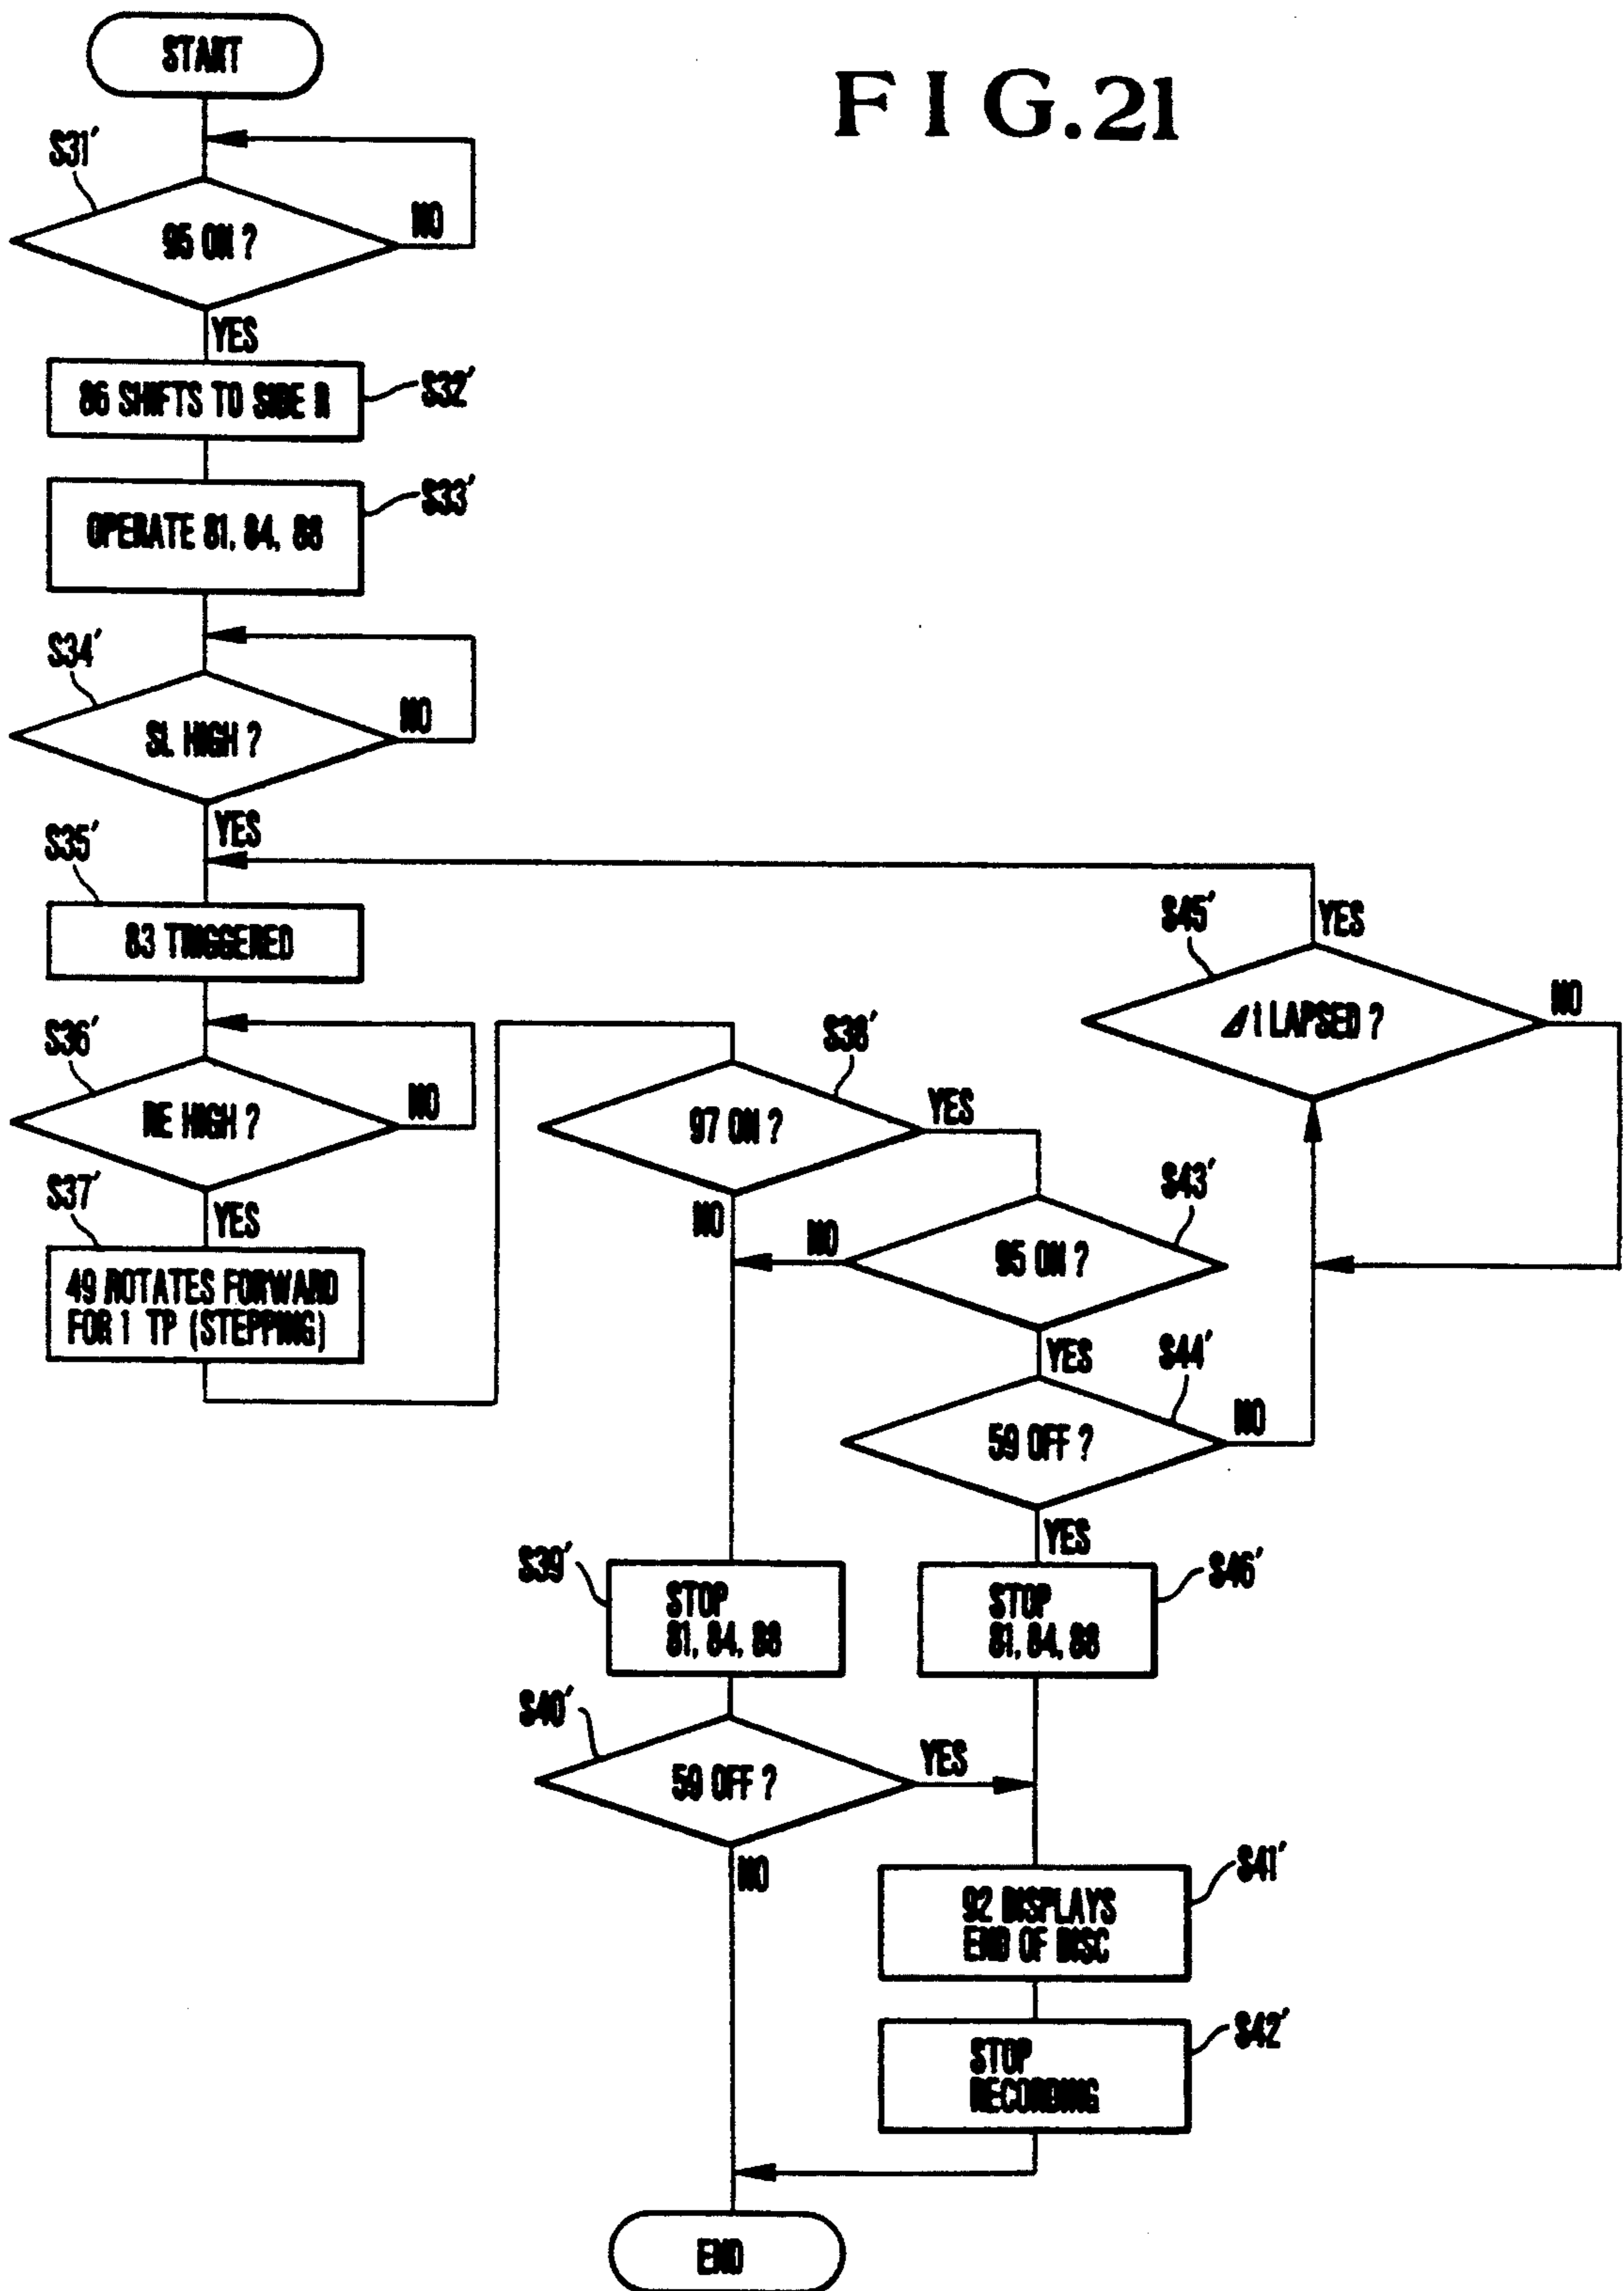 FIG.21
START
S31′
95 ON ?
NO
YES
86 SHIFTS TO SIDE R
S32′
S33′
OPERATE 81, 84, 88
S34′
SL HIGH ?
NO
YES
S35′
83 TRIGGERED
S36′
RE HIGH ?
NO
YES
S37′
49 ROTATES FORWARD
FOR 1 TP (STEPPING)
S38′
97 ON ?
YES
NO
S43′
95 ON ?
NO
YES
S44′
59 OFF ?
NO
YES
S45′
LAPSED ?
YES
NO
S39′
STOP
81, 84, 88
S46′
STOP
81, 84, 88
S40′
59 OFF ?
YES
NO
S41′
92 DISPLAYS
END OF DISC
S42′
STOP
RECORDING
END